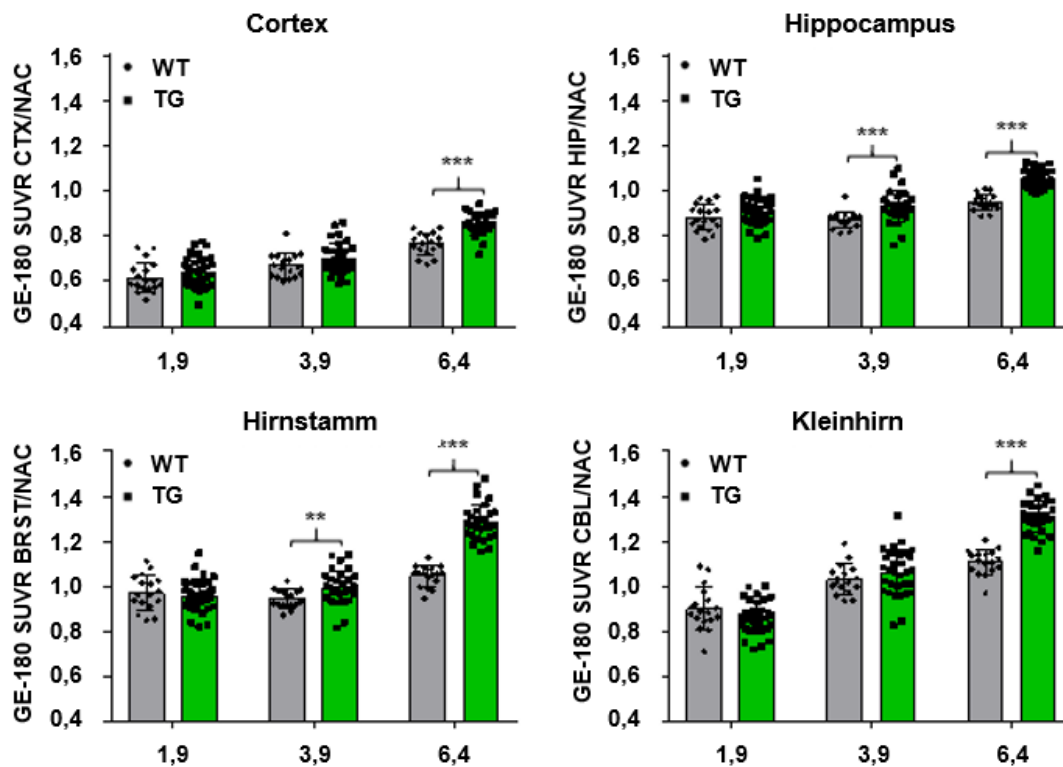 Cortex
GE-180 SUVR CTX/NAC
1,6
1,4
1,2
1,0
0,8
0,6
0,4
WT
TG
***
1,9 3,9 6,4
Hippocampus
GE-180 SUVR HIP/NAC
1,6
1,4
1,2
1,0
0,8
0,6
0,4
WT
TG
*** ***
1,9 3,9 6,4
Hirnstamm
GE-180 SUVR BRST/NAC
1,6
1,4
1,2
1,0
0,8
0,6
0,4
WT
TG
** ***
1,9 3,9 6,4
Kleinhirn
GE-180 SUVR CBL/NAC
1,6
1,4
1,2
1,0
0,8
0,6
0,4
WT
TG
***
1,9 3,9 6,4